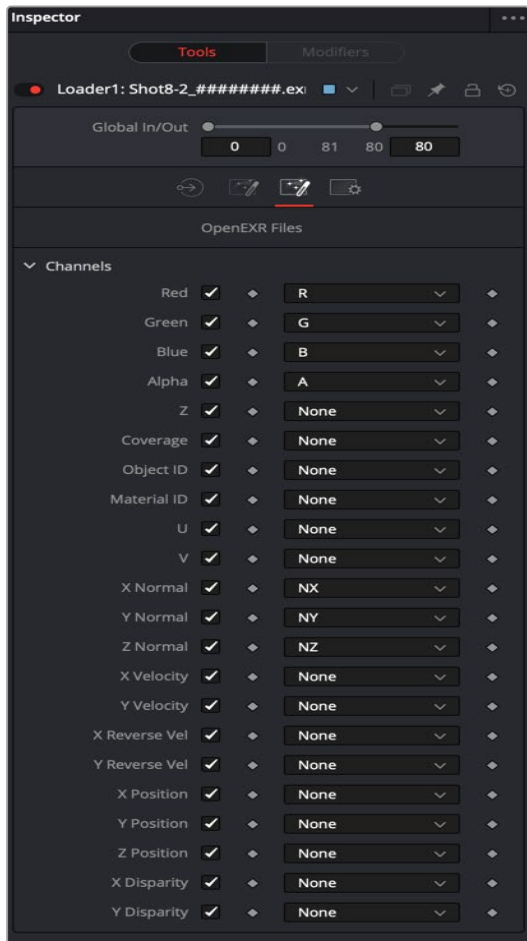 Inspector
Tools Modifiers
Loader1: Shot8-2_########.ex
Global In/Out
0 0 81 80 80
OpenEXR Files
Channels
Red R
Green G
Blue B
Alpha A
Z None
Coverage None
Object ID None
Material ID None
U None
V None
X Normal NX
Y Normal NY
Z Normal NZ
X Velocity None
Y Velocity None
X Reverse Vel None
Y Reverse Vel None
X Position None
Y Position None
Z Position None
X Disparity None
Y Disparity None